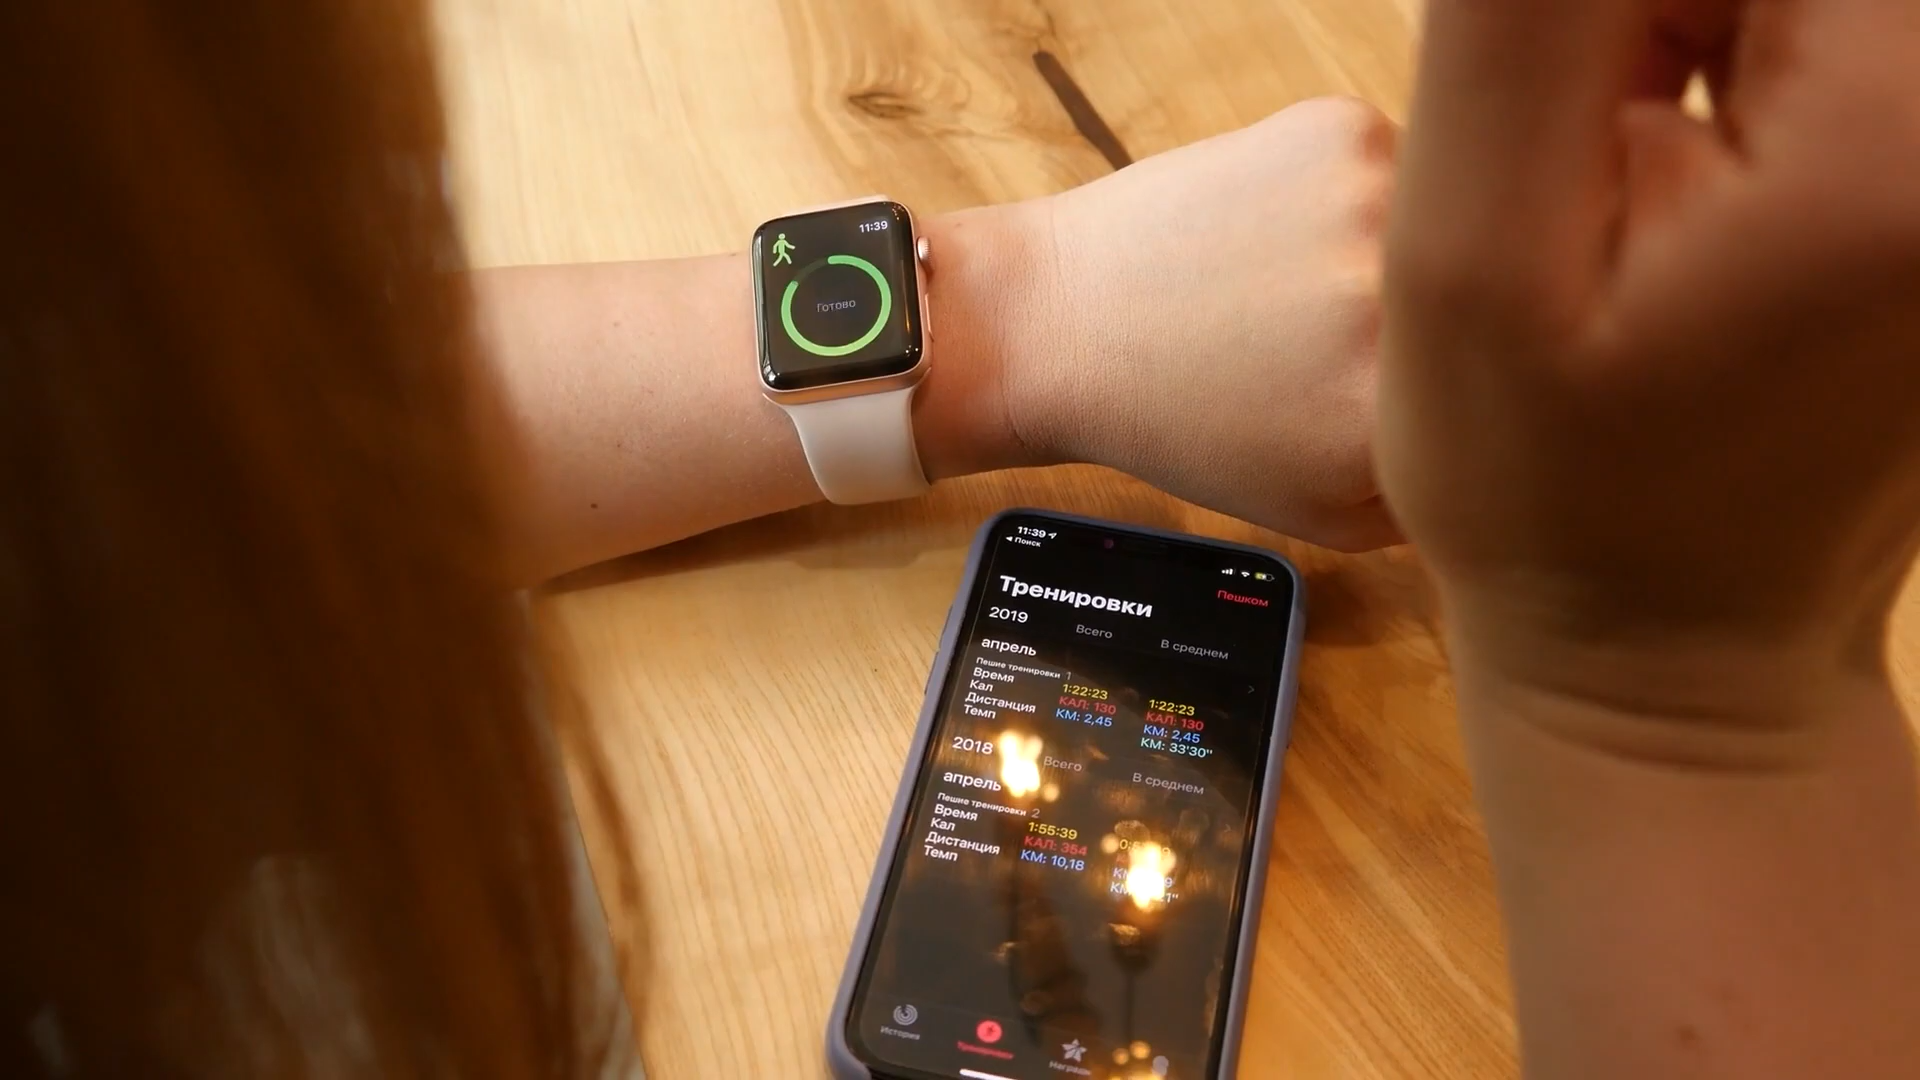 11:39
Готово
11:39
Поиск
Тренировки
Пешком
2019
Всего
В среднем
апрель
Пешие тренировки 1
Время 1:22:23 1:22:23
Кал КАЛ: 130 КАЛ: 130
Дистанция КМ: 2,45 КМ: 2,45
Темп КМ: 33'30"
2018
Всего
В среднем
апрель
Пешие тренировки 2
Время 1:55:39
Кал КАЛ: 354
Дистанция КМ: 10,18
Темп
История
Тренировки